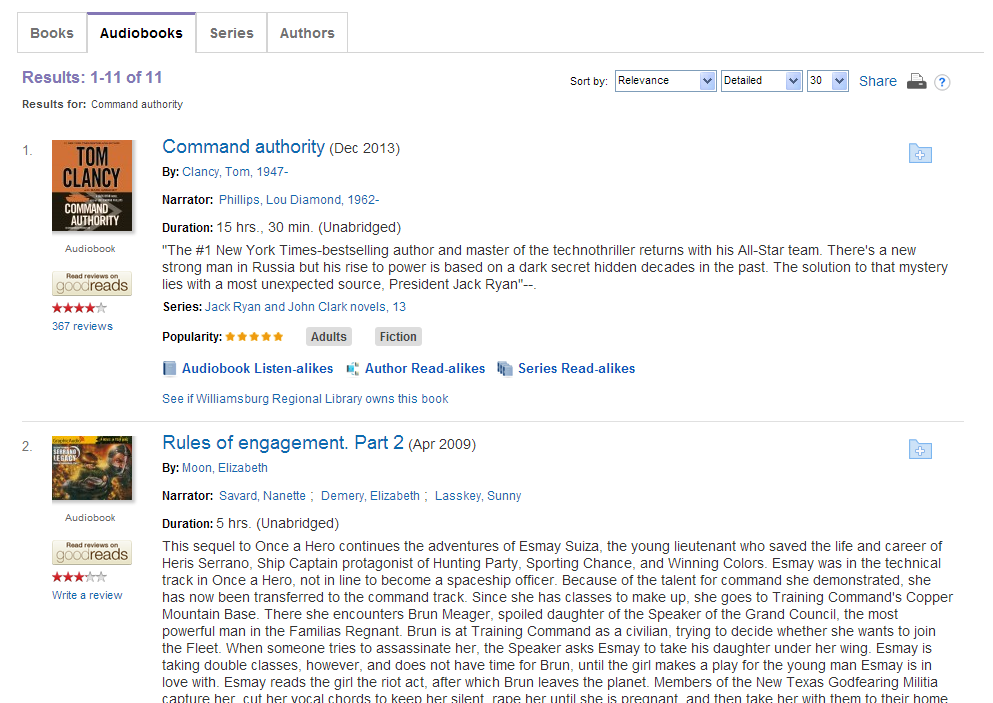 Books Audiobooks Series Authors
Results: 1-11 of 11
Sort by: Relevance Detailed 30 Share ?
Results for: Command authority
1.
TOM
CLANCY
COMMAND
AUTHORITY
Audiobook
Read reviews on
goodreads
367 reviews
Command authority (Dec 2013)
By: Clancy, Tom, 1947-
Narrator: Phillips, Lou Diamond, 1962-
Duration: 15 hrs., 30 min. (Unabridged)
"The #1 New York Times-bestselling author and master of the technothriller returns with his All-Star team. There's a new
strong man in Russia but his rise to power is based on a dark secret hidden decades in the past. The solution to that mystery
lies with a most unexpected source, President Jack Ryan"--.
Series: Jack Ryan and John Clark novels, 13
Popularity: Adults Fiction
Audiobook Listen-alikes Author Read-alikes Series Read-alikes
See if Williamsburg Regional Library owns this book
2.
SERRANO
LEGACY
Audiobook
Read reviews on
goodreads
Write a review
Rules of engagement. Part 2 (Apr 2009)
By: Moon, Elizabeth
Narrator: Savard, Nanette ; Demery, Elizabeth ; Lasskey, Sunny
Duration: 5 hrs. (Unabridged)
This sequel to Once a Hero continues the adventures of Esmay Suiza, the young lieutenant who saved the life and career of
Heris Serrano, Ship Captain protagonist of Hunting Party, Sporting Chance, and Winning Colors. Esmay was in the technical
track in Once a Hero, not in line to become a spaceship officer. Because of the talent for command she demonstrated, she
has now been transferred to the command track. Since she has classes to make up, she goes to Training Command's Copper
Mountain Base. There she encounters Brun Meager, spoiled daughter of the Speaker of the Grand Council, the most
powerful man in the Familias Regnant. Brun is at Training Command as a civilian, trying to decide whether she wants to join
the Fleet. When someone tries to assassinate her, the Speaker asks Esmay to take his daughter under her wing. Esmay is
taking double classes, however, and does not have time for Brun, until the girl makes a play for the young man Esmay is in
love with. Esmay reads the girl the riot act, after which Brun leaves the planet. Members of the New Texas Godfearing Militia
capture her, cut her vocal chords to keep her silent, rape her until she is pregnant, and then take her with them to their home